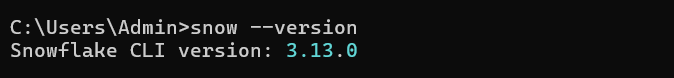 C:\Users\Admin>snow --version
Snowflake CLI version: 3.13.0